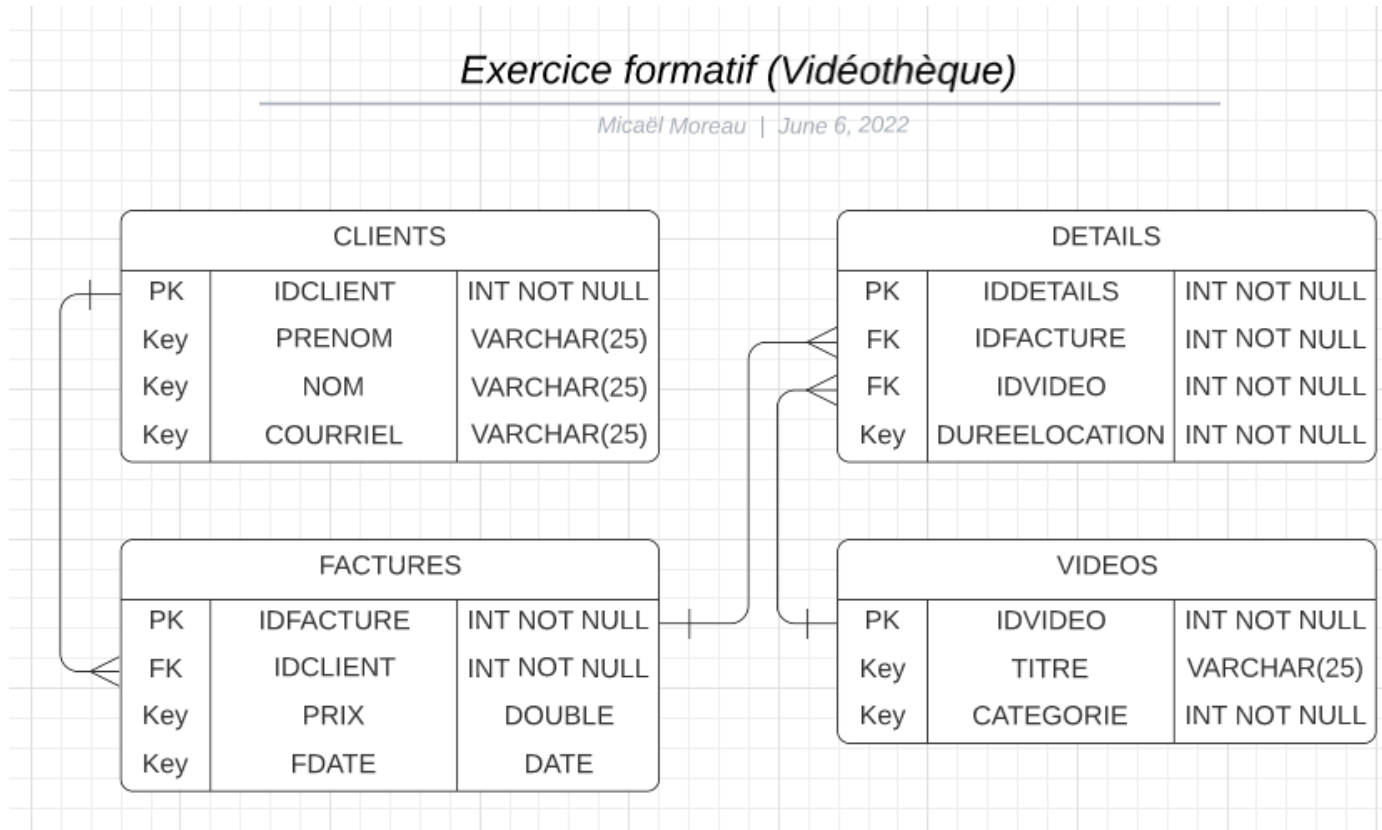 Exercice formatif (Vidéothèque)
Micaël Moreau | June 6, 2022
CLIENTS
PK IDCLIENT INT NOT NULL
Key PRENOM VARCHAR(25)
Key NOM VARCHAR(25)
Key COURRIEL VARCHAR(25)
DETAILS
PK IDDETAILS INT NOT NULL
FK IDFACTURE INT NOT NULL
FK IDVIDEO INT NOT NULL
Key DUREELOCATION INT NOT NULL
FACTURES
PK IDFACTURE INT NOT NULL
FK IDCLIENT INT NOT NULL
Key PRIX DOUBLE
Key FDATE DATE
VIDEOS
PK IDVIDEO INT NOT NULL
Key TITRE VARCHAR(25)
Key CATEGORIE INT NOT NULL